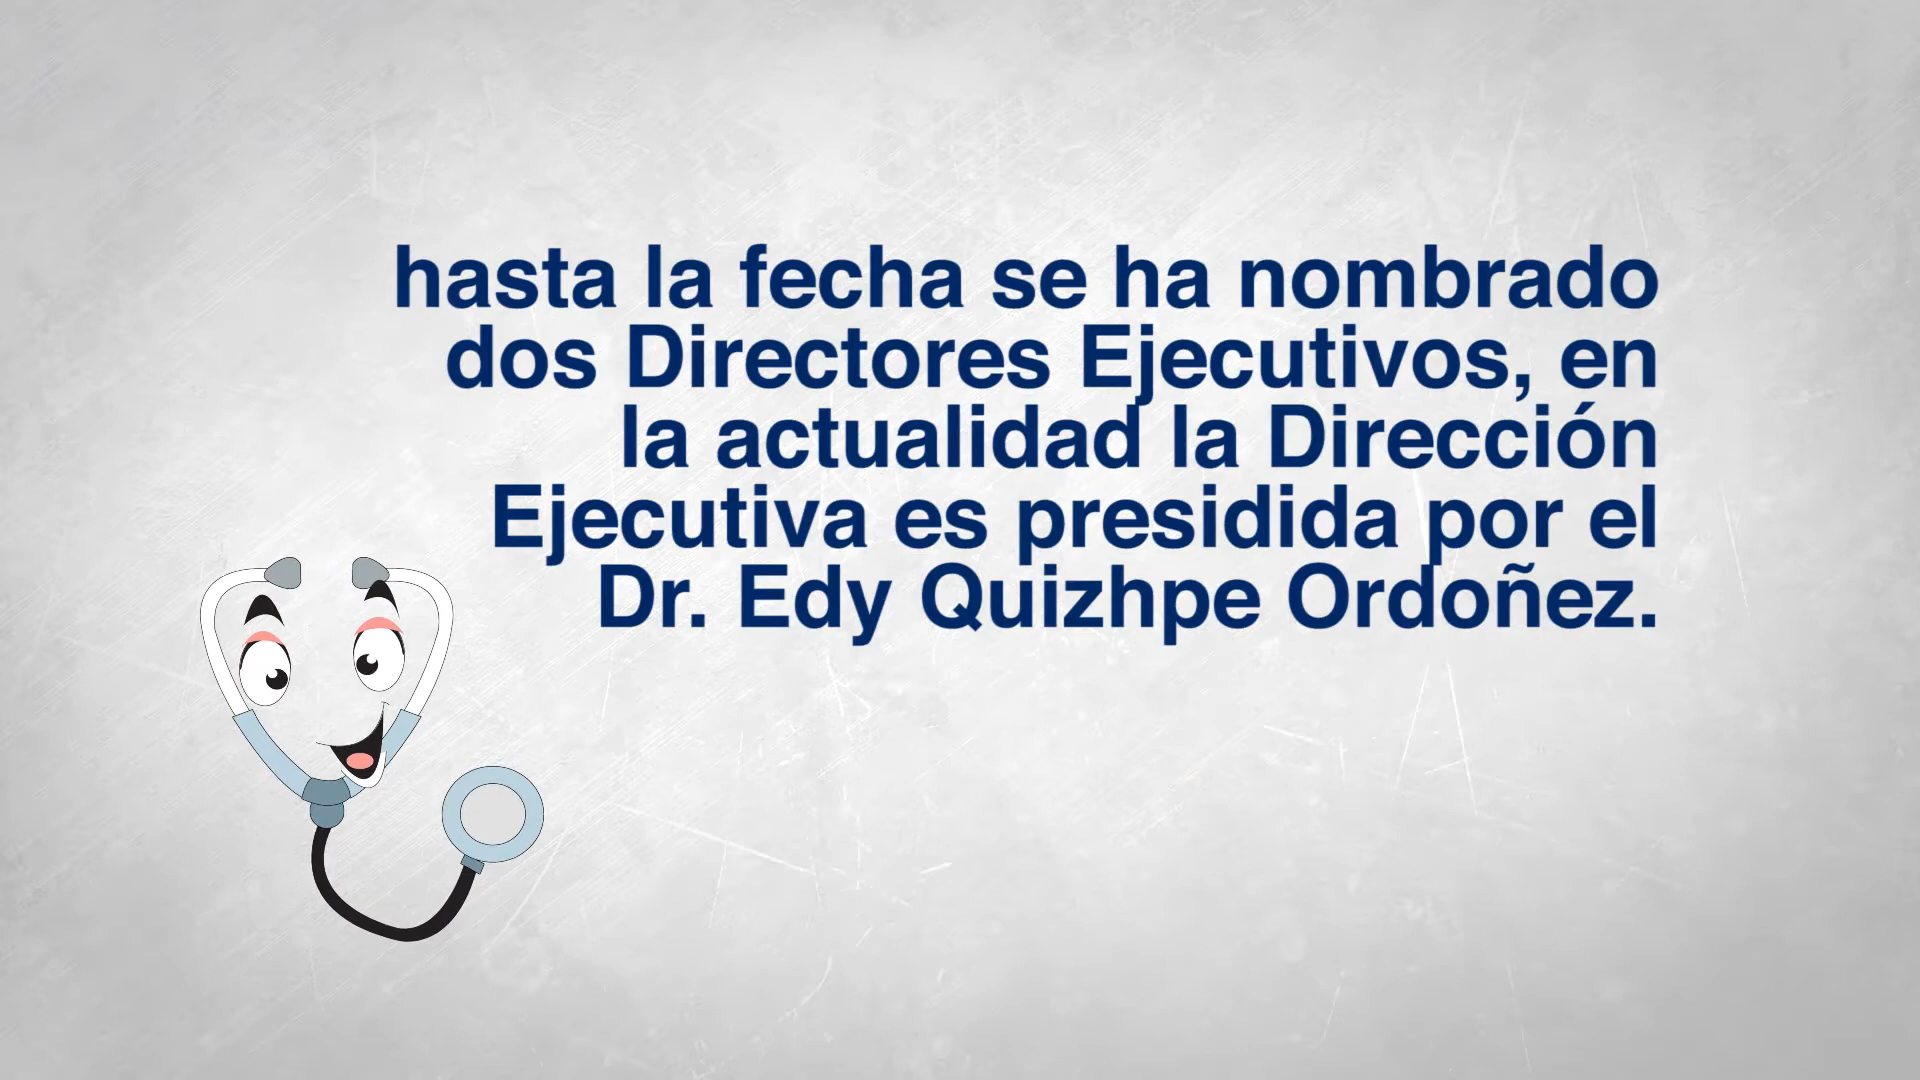 hasta la fecha se ha nombrado
dos Directores Ejecutivos, en
la actualidad la Dirección
Ejecutiva es presidida por el
Dr. Edy Quizhpe Ordoñez.